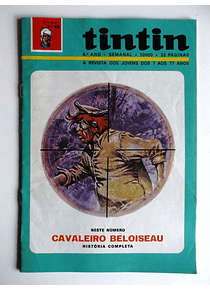 tintin
6.º ANO • SEMANAL • 10$00 • 32 PAGINAS
A REVISTA DOS JOVENS DOS 7 AOS 77 ANOS
NESTE NÚMERO
CAVALEIRO BELOISEAU
HISTÓRIA COMPLETA